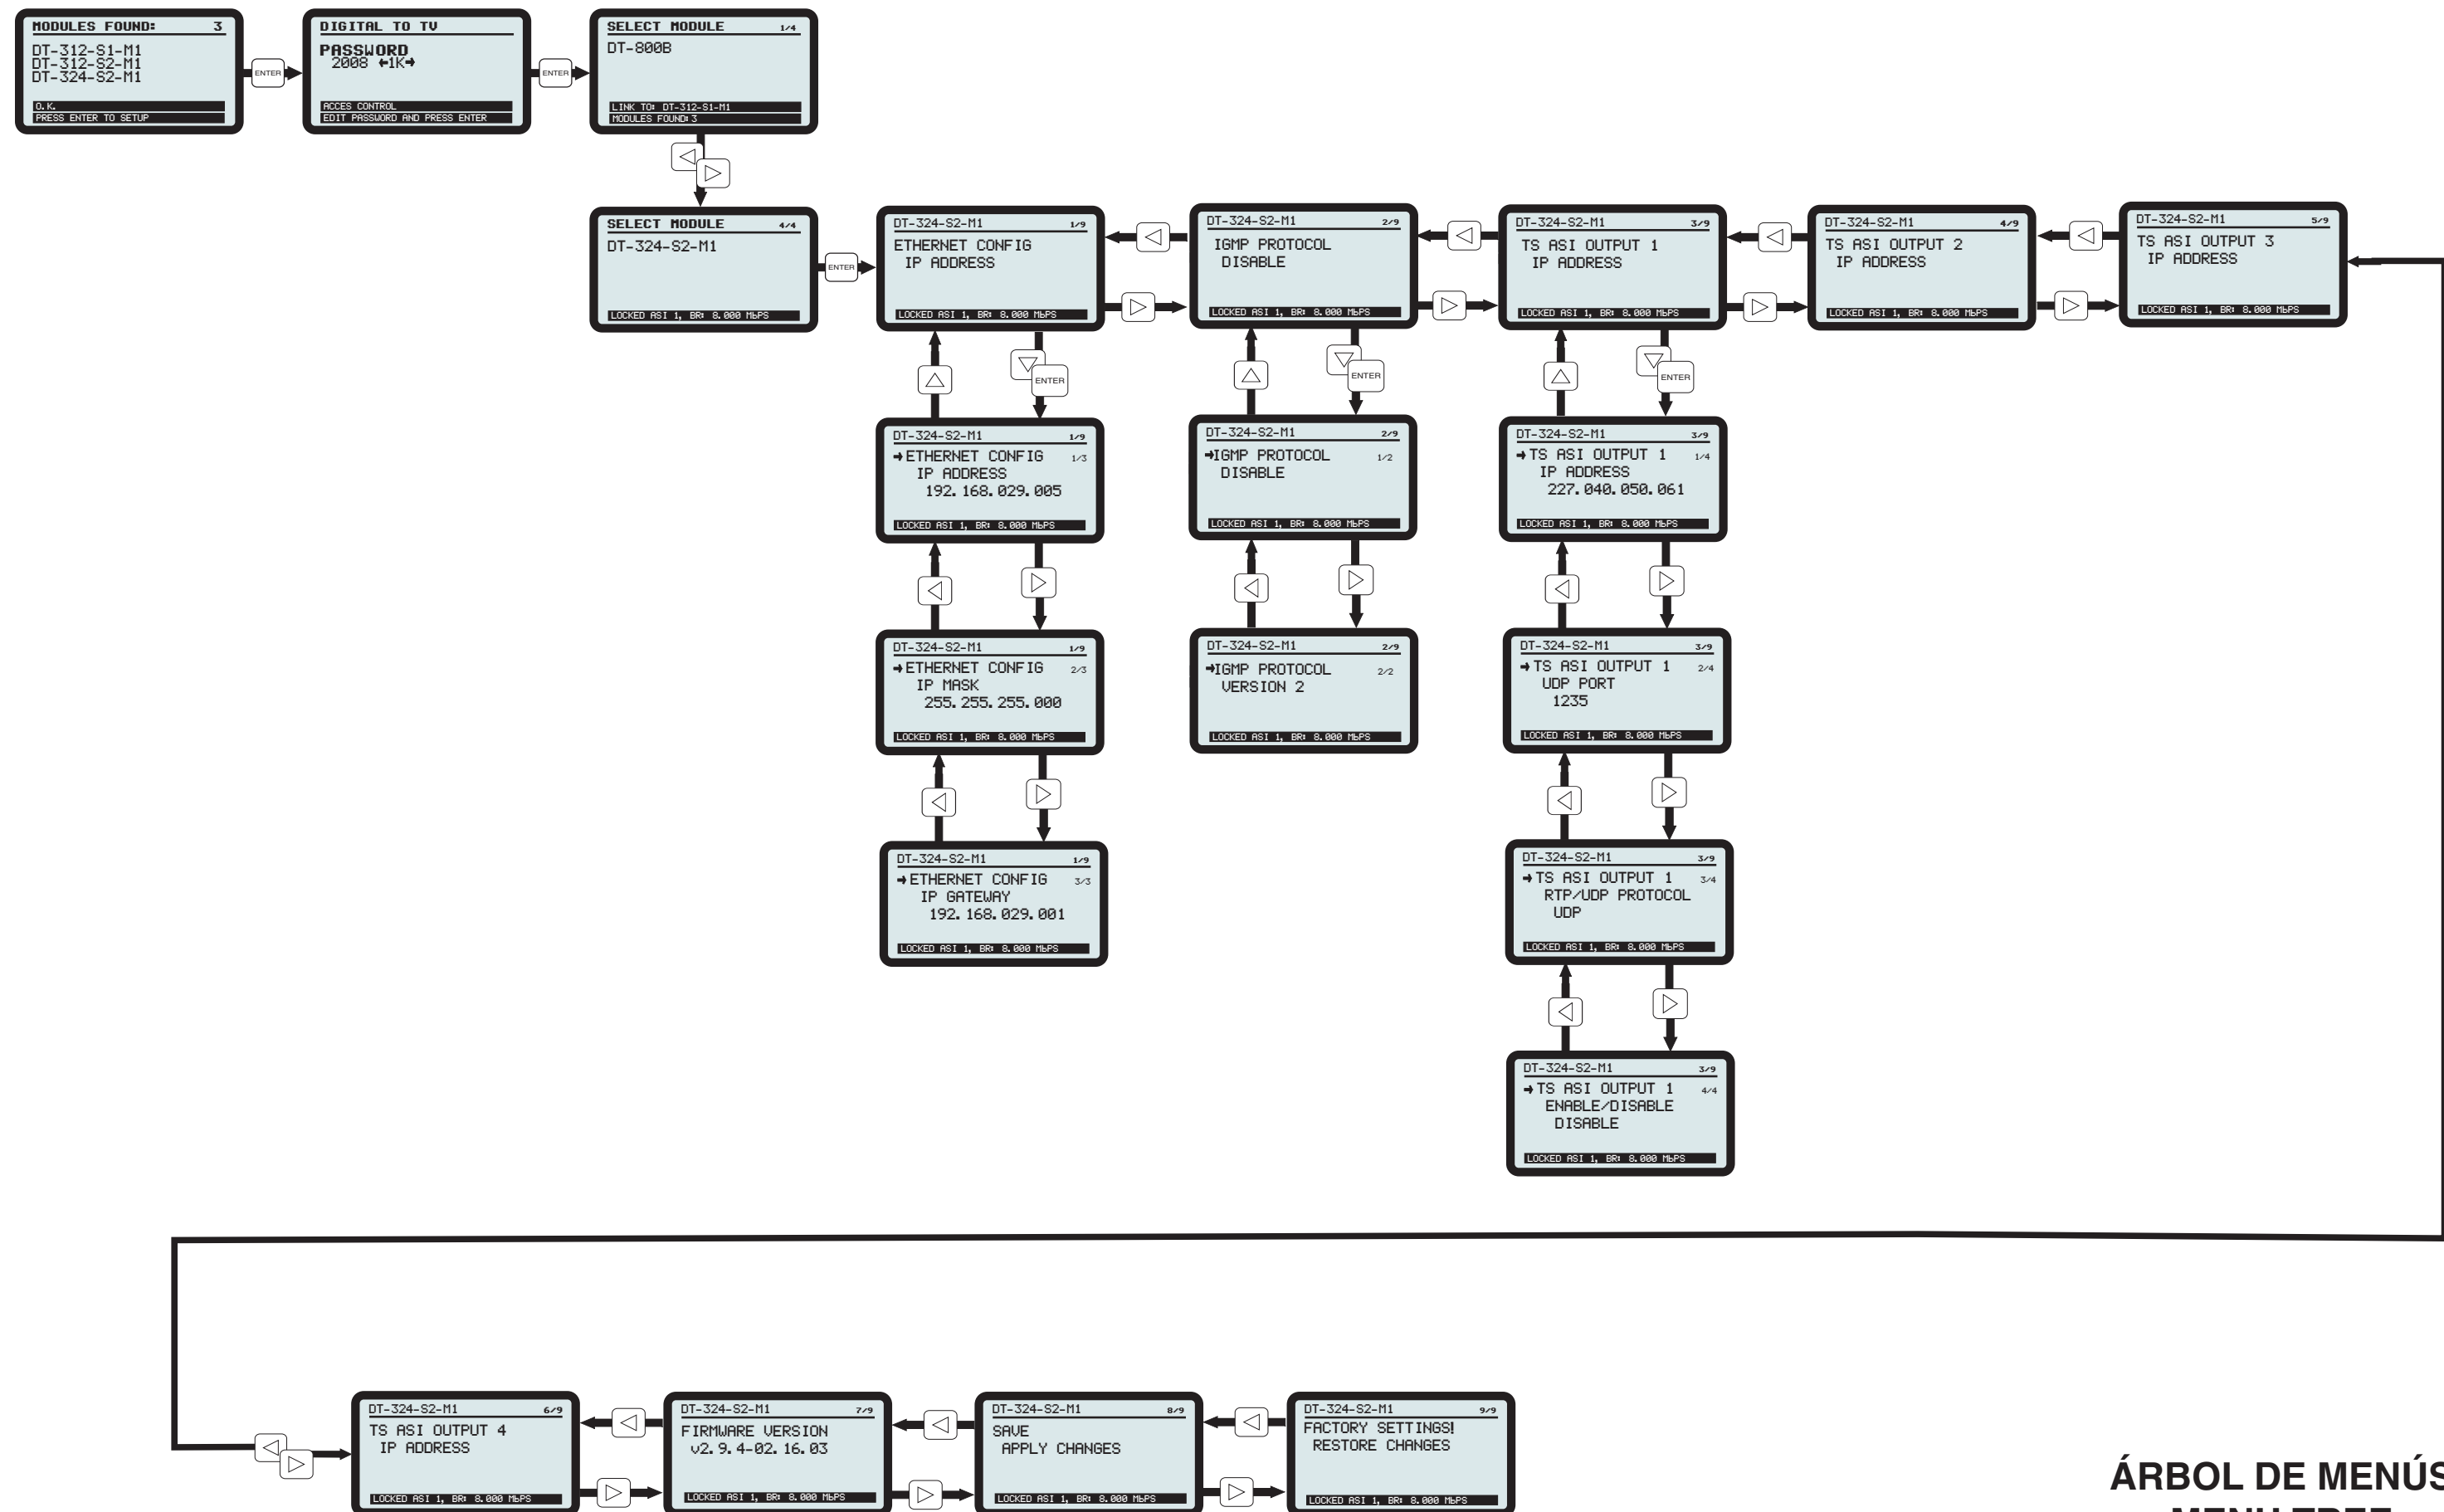 MODULES FOUND: 3
DT-312-S1-M1
DT-312-S2-M1
DT-324-S2-M1
O.K.
PRESS ENTER TO SETUP
ENTER
DIGITAL TO TV
PASSWORD
2008 ←1K→
ACCES CONTROL
EDIT PASSWORD AND PRESS ENTER
ENTER
SELECT MODULE 1/4
DT-800B
LINK TO: DT-312-S1-M1
MODULES FOUND:3
SELECT MODULE 4/4
DT-324-S2-M1
LOCKED ASI 1, BR: 8.000 MbPS
ENTER
DT-324-S2-M1 1/9
ETHERNET CONFIG
IP ADDRESS
LOCKED ASI 1, BR: 8.000 MbPS
DT-324-S2-M1 2/9
IGMP PROTOCOL
DISABLE
LOCKED ASI 1, BR: 8.000 MbPS
DT-324-S2-M1 3/9
TS ASI OUTPUT 1
IP ADDRESS
LOCKED ASI 1, BR: 8.000 MbPS
DT-324-S2-M1 4/9
TS ASI OUTPUT 2
IP ADDRESS
LOCKED ASI 1, BR: 8.000 MbPS
DT-324-S2-M1 5/9
TS ASI OUTPUT 3
IP ADDRESS
LOCKED ASI 1, BR: 8.000 MbPS
ENTER
ENTER
ENTER
DT-324-S2-M1 1/9
→ETHERNET CONFIG 1/3
IP ADDRESS
192.168.029.005
LOCKED ASI 1, BR: 8.000 MbPS
DT-324-S2-M1 2/9
→IGMP PROTOCOL 1/2
DISABLE
LOCKED ASI 1, BR: 8.000 MbPS
DT-324-S2-M1 3/9
→TS ASI OUTPUT 1 1/4
IP ADDRESS
227.040.050.061
LOCKED ASI 1, BR: 8.000 MbPS
DT-324-S2-M1 1/9
→ETHERNET CONFIG 2/3
IP MASK
255.255.255.000
LOCKED ASI 1, BR: 8.000 MbPS
DT-324-S2-M1 2/9
→IGMP PROTOCOL 2/2
VERSION 2
LOCKED ASI 1, BR: 8.000 MbPS
DT-324-S2-M1 3/9
→TS ASI OUTPUT 1 2/4
UDP PORT
1235
LOCKED ASI 1, BR: 8.000 MbPS
DT-324-S2-M1 1/9
→ETHERNET CONFIG 3/3
IP GATEWAY
192.168.029.001
LOCKED ASI 1, BR: 8.000 MbPS
DT-324-S2-M1 3/9
→TS ASI OUTPUT 1 3/4
RTP/UDP PROTOCOL
UDP
LOCKED ASI 1, BR: 8.000 MbPS
DT-324-S2-M1 3/9
→TS ASI OUTPUT 1 4/4
ENABLE/DISABLE
DISABLE
LOCKED ASI 1, BR: 8.000 MbPS
DT-324-S2-M1 6/9
TS ASI OUTPUT 4
IP ADDRESS
LOCKED ASI 1, BR: 8.000 MbPS
DT-324-S2-M1 7/9
FIRMWARE VERSION
v2.9.4-02.16.03
LOCKED ASI 1, BR: 8.000 MbPS
DT-324-S2-M1 8/9
SAVE
APPLY CHANGES
LOCKED ASI 1, BR: 8.000 MbPS
DT-324-S2-M1 9/9
FACTORY SETTINGS!
RESTORE CHANGES
LOCKED ASI 1, BR: 8.000 MbPS
ÁRBOL DE MENÚS
MENU TREE